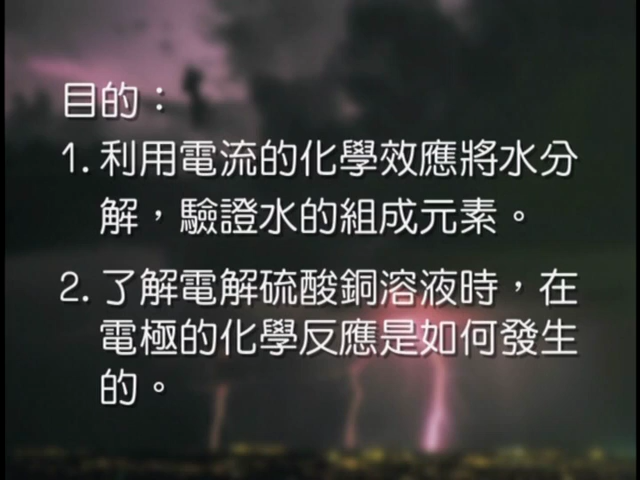 目的：
1.利用電流的化學效應將水分
解，驗證水的組成元素。
2.了解電解硫酸銅溶液時，在
電極的化學反應是如何發生
的。